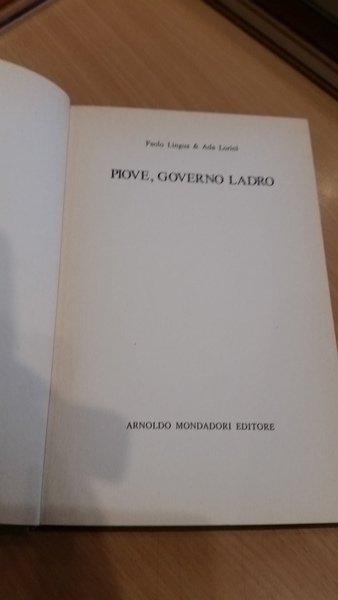 Paolo Lingua & Ada Lorini
PIOVE, GOVERNO LADRO
ARNOLDO MONDADORI EDITORE